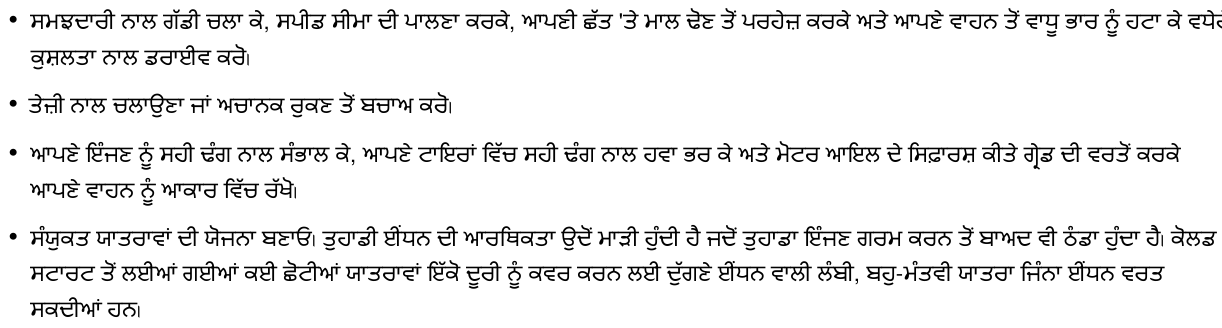 • ਸਮਝਦਾਰੀ ਨਾਲ ਗੱਡੀ ਚਲਾ ਕੇ, ਸਪੀਡ ਸੀਮਾ ਦੀ ਪਾਲਣਾ ਕਰਕੇ, ਆਪਣੀ ਛੱਤ 'ਤੇ ਮਾਲ ਢੋਣ ਤੋਂ ਪਰਹੇਜ਼ ਕਰਕੇ ਅਤੇ ਆਪਣੇ ਵਾਹਨ ਤੋਂ ਵਾਧੂ ਭਾਰ ਨੂੰ ਹਟਾ ਕੇ
ਕੁਸ਼ਲਤਾ ਨਾਲ ਡਰਾਈਵ ਕਰੋ।
• ਤੇਜ਼ੀ ਨਾਲ ਚਲਾਉਣਾ ਜਾਂ ਅਚਾਨਕ ਰੁਕਣ ਤੋਂ ਬਚਾਅ ਕਰੋ।
• ਆਪਣੇ ਇੰਜਣ ਨੂੰ ਸਹੀ ਢੰਗ ਨਾਲ ਸੰਭਾਲ ਕੇ, ਆਪਣੇ ਟਾਇਰਾਂ ਵਿੱਚ ਸਹੀ ਢੰਗ ਨਾਲ ਹਵਾ ਭਰ ਕੇ ਅਤੇ ਮੋਟਰ ਆਇਲ ਦੇ ਸਿਫ਼ਾਰਸ਼ ਕੀਤੇ ਗ੍ਰੇਡ ਦੀ ਵਰਤੋਂ ਕਰਕੇ
ਆਪਣੇ ਵਾਹਨ ਨੂੰ ਆਕਾਰ ਵਿੱਚ ਰੱਖੋ।
• ਸੰਯੁਕਤ ਯਾਤਰਾਵਾਂ ਦੀ ਯੋਜਨਾ ਬਣਾਓ। ਤੁਹਾਡੀ ਈਂਧਨ ਦੀ ਆਰਥਿਕਤਾ ਉਦੋਂ ਮਾੜੀ ਹੁੰਦੀ ਹੈ ਜਦੋਂ ਤੁਹਾਡਾ ਇੰਜਣ ਗਰਮ ਕਰਨ ਤੋਂ ਬਾਅਦ ਵੀ ਠੰਡਾ ਹੁੰਦਾ ਹੈ। ਕੋਲਡ
ਸਟਾਰਟ ਤੋਂ ਲਈਆਂ ਗਈਆਂ ਕਈ ਛੋਟੀਆਂ ਯਾਤਰਾਵਾਂ ਇੱਕੋ ਦੂਰੀ ਨੂੰ ਕਵਰ ਕਰਨ ਲਈ ਦੁੱਗਣੇ ਈਂਧਨ ਵਾਲੀ ਲੰਬੀ, ਬਹੁ-ਮੰਤਵੀ ਯਾਤਰਾ ਜਿੰਨਾ ਈਂਧਨ ਵਰਤ
ਸਕਦੀਆਂ ਹਨ।